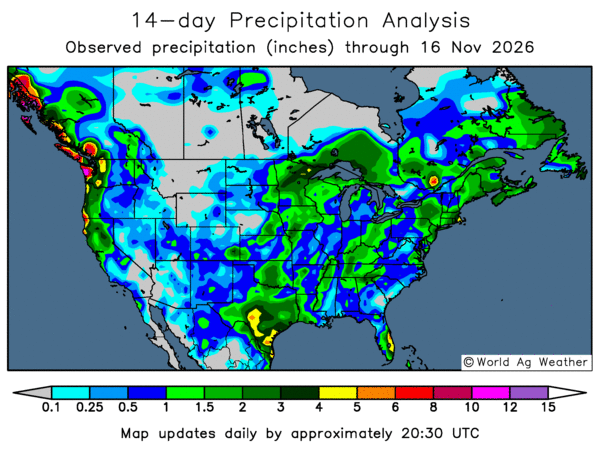 14-day Precipitation Analysis
Observed precipitation (inches) through 16 Nov 2026
© World Ag Weather
0.1 0.25 0.5 1 1.5 2 3 4 5 6 8 10 12 15
Map updates daily by approximately 20:30 UTC